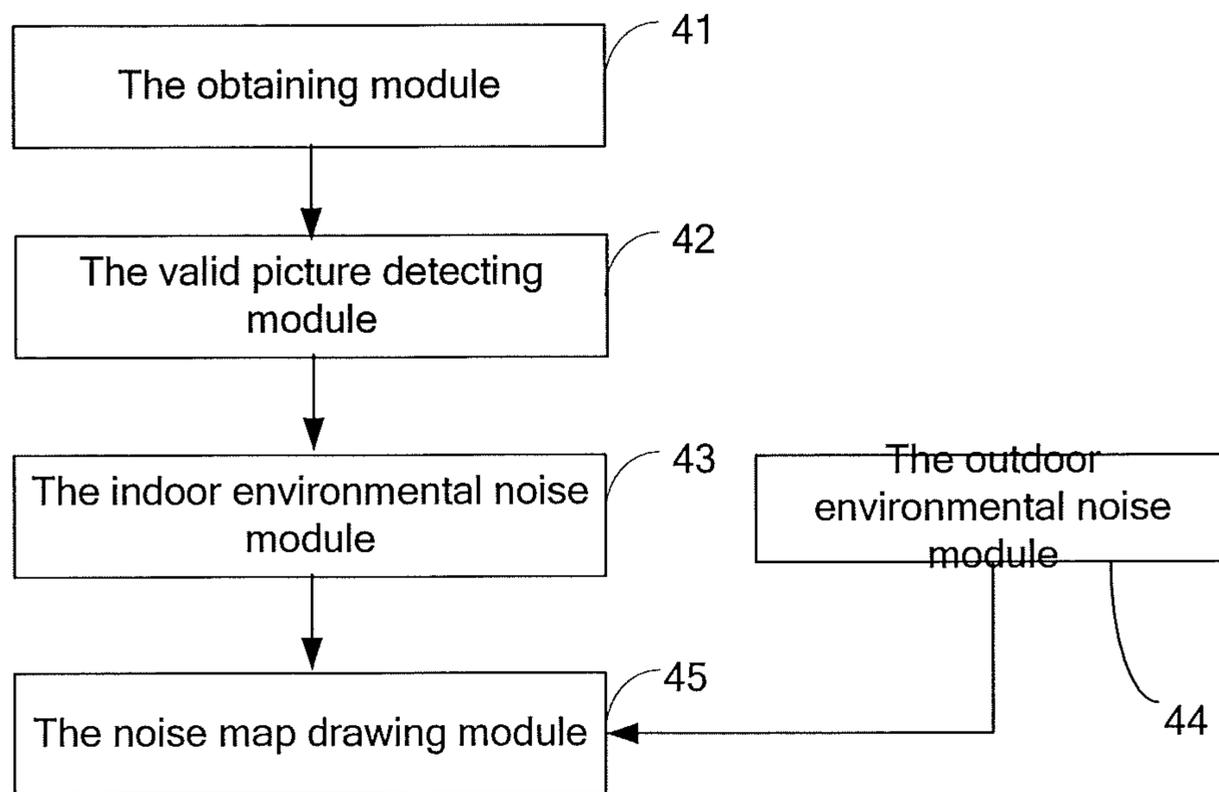 41
The obtaining module
42
The valid picture detecting
module
43
The indoor environmental noise
module
The outdoor
environmental noise
module
44
45
The noise map drawing module